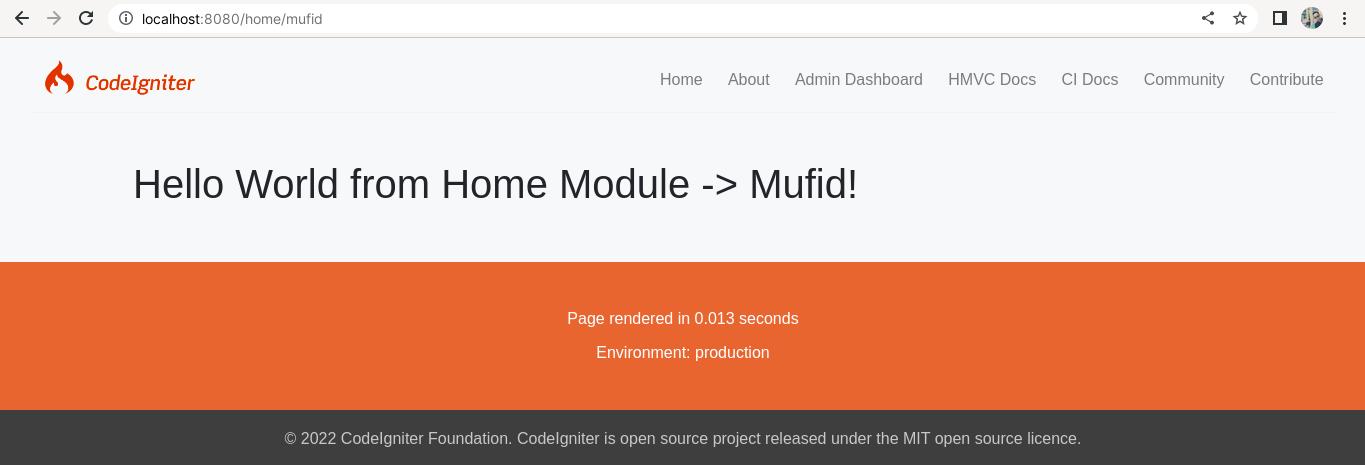 localhost:8080/home/mufid
CodeIgniter
Home About Admin Dashboard HMVC Docs CI Docs Community Contribute
Hello World from Home Module -> Mufid!
Page rendered in 0.013 seconds
Environment: production
© 2022 CodeIgniter Foundation. CodeIgniter is open source project released under the MIT open source licence.